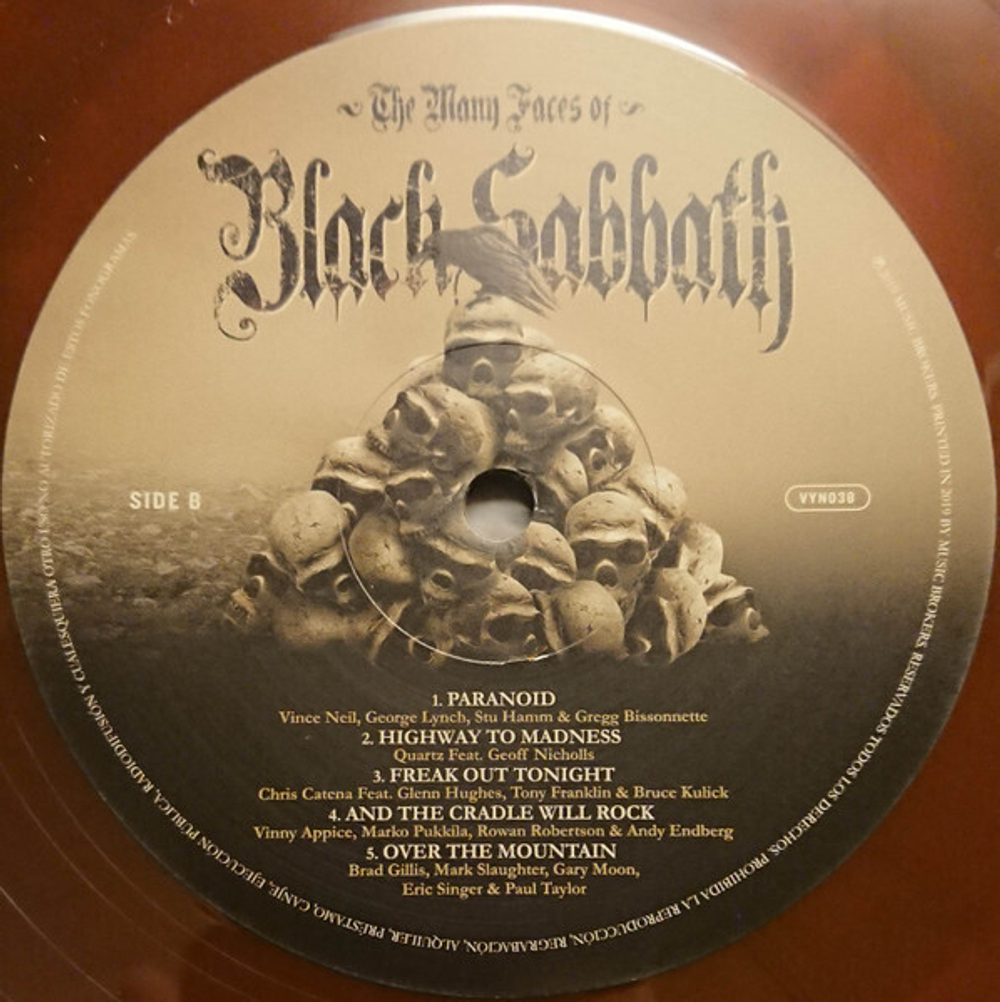 The Many Faces of
Black Sabbath
SIDE B
VYN038
1. PARANOID
Vince Neil, George Lynch, Stu Hamm & Gregg Bissonnette
2. HIGHWAY TO MADNESS
Quartz Feat. Geoff Nicholls
3. FREAK OUT TONIGHT
Chris Catena Feat. Glenn Hughes, Tony Franklin & Bruce Kulick
4. AND THE CRADLE WILL ROCK
Vinny Appice, Marko Pukkila, Rowan Robertson & Andy Endberg
5. OVER THE MOUNTAIN
Brad Gillis, Mark Slaughter, Gary Moon,
Eric Singer & Paul Taylor
℗ 2019 MUSIC BROKERS PRINTED IN 2019 BY MUSIC BROKERS. RESERVADOS TODOS LOS DERECHOS. PROHIBIDA LA REPRODUCCIÓN, REGRABACIÓN, ALQUILER, PRÉSTAMO, CANJE, EJECUCIÓN PÚBLICA, RADIODIFUSIÓN Y CUALESQUIERA OTRO USO NO AUTORIZADO DE ESTOS FONOGRAMAS